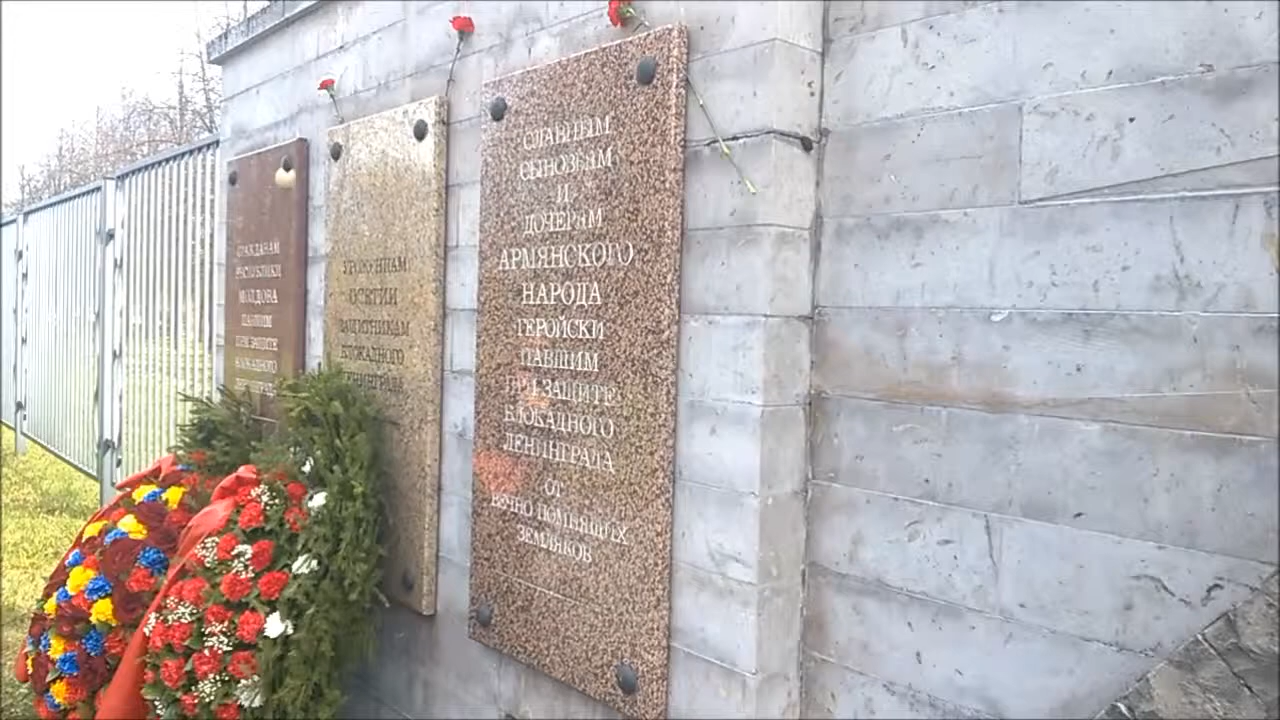 ГРАЖДАНАМ
РЕСПУБЛИКИ
МОЛДОВА
ПАВШИМ
ПРИ ЗАЩИТЕ
БЛОКАДНОГО
ЛЕНИНГРАДА
УРОЖЕНЦАМ
ОСЕТИИ
ЗАЩИТНИКАМ
БЛОКАДНОГО
ЛЕНИНГРАДА
СЛАВНЫМ
СЫНОВЬЯМ
И
ДОЧЕРЯМ
АРМЯНСКОГО
НАРОДА
ГЕРОЙСКИ
ПАВШИМ
ПРИ ЗАЩИТЕ
БЛОКАДНОГО
ЛЕНИНГРАДА
ОТ
ВЕЧНО ПОМНЯЩИХ
ЗЕМЛЯКОВ